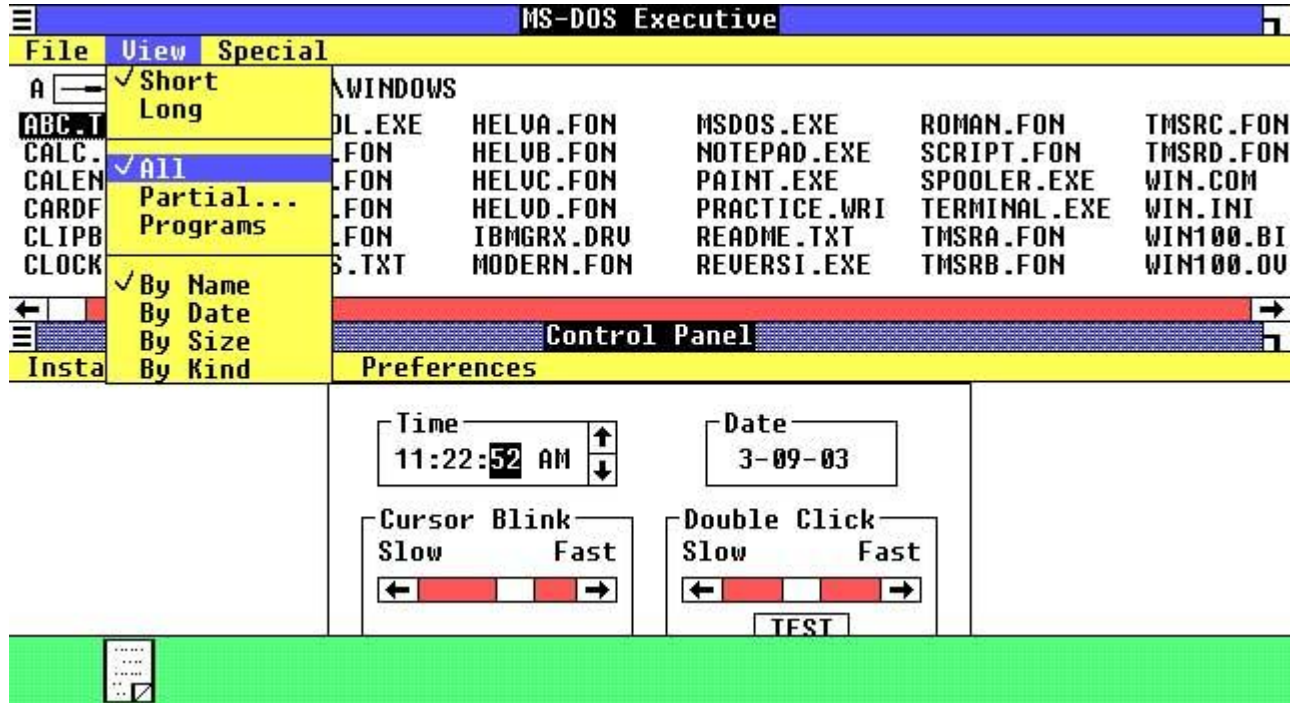 MS-DOS Executive
File View Special
A \WINDOWS
✓Short
Long
✓All
Partial...
Programs
✓By Name
By Date
By Size
By Kind
ABC.T OL.EXE HELVA.FON MSDOS.EXE ROMAN.FON TMSRC.FON
CALC. .FON HELVB.FON NOTEPAD.EXE SCRIPT.FON TMSRD.FON
CALEN .FON HELVC.FON PAINT.EXE SPOOLER.EXE WIN.COM
CARDF .FON HELVD.FON PRACTICE.WRI TERMINAL.EXE WIN.INI
CLIPB .FON IBMGRX.DRV README.TXT TMSRA.FON WIN100.BI
CLOCK S.TXT MODERN.FON REVERSI.EXE TMSRB.FON WIN100.OV
Control Panel
Insta Preferences
Time
11:22:52 AM
Date
3-09-03
Cursor Blink
Slow Fast
Double Click
Slow Fast
TEST